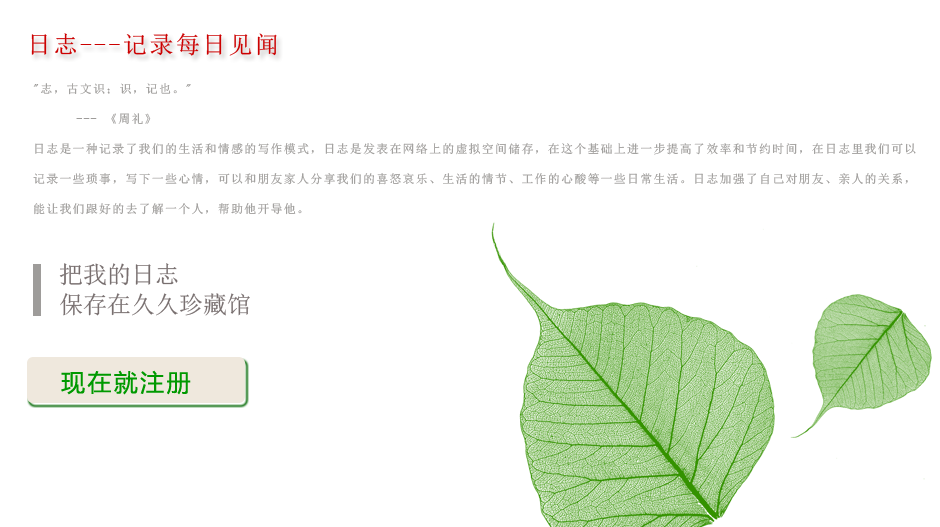 日志---记录每日见闻
"志，古文识；识，记也。"
--- 《周礼》
日志是一种记录了我们的生活和情感的写作模式，日志是发表在网络上的虚拟空间储存，在这个基础上进一步提高了效率和节约时间，在日志里我们可以
记录一些琐事，写下一些心情，可以和朋友家人分享我们的喜怒哀乐、生活的情节、工作的心酸等一些日常生活。日志加强了自己对朋友、亲人的关系，
能让我们跟好的去了解一个人，帮助他开导他。
把我的日志
保存在久久珍藏馆
现在就注册